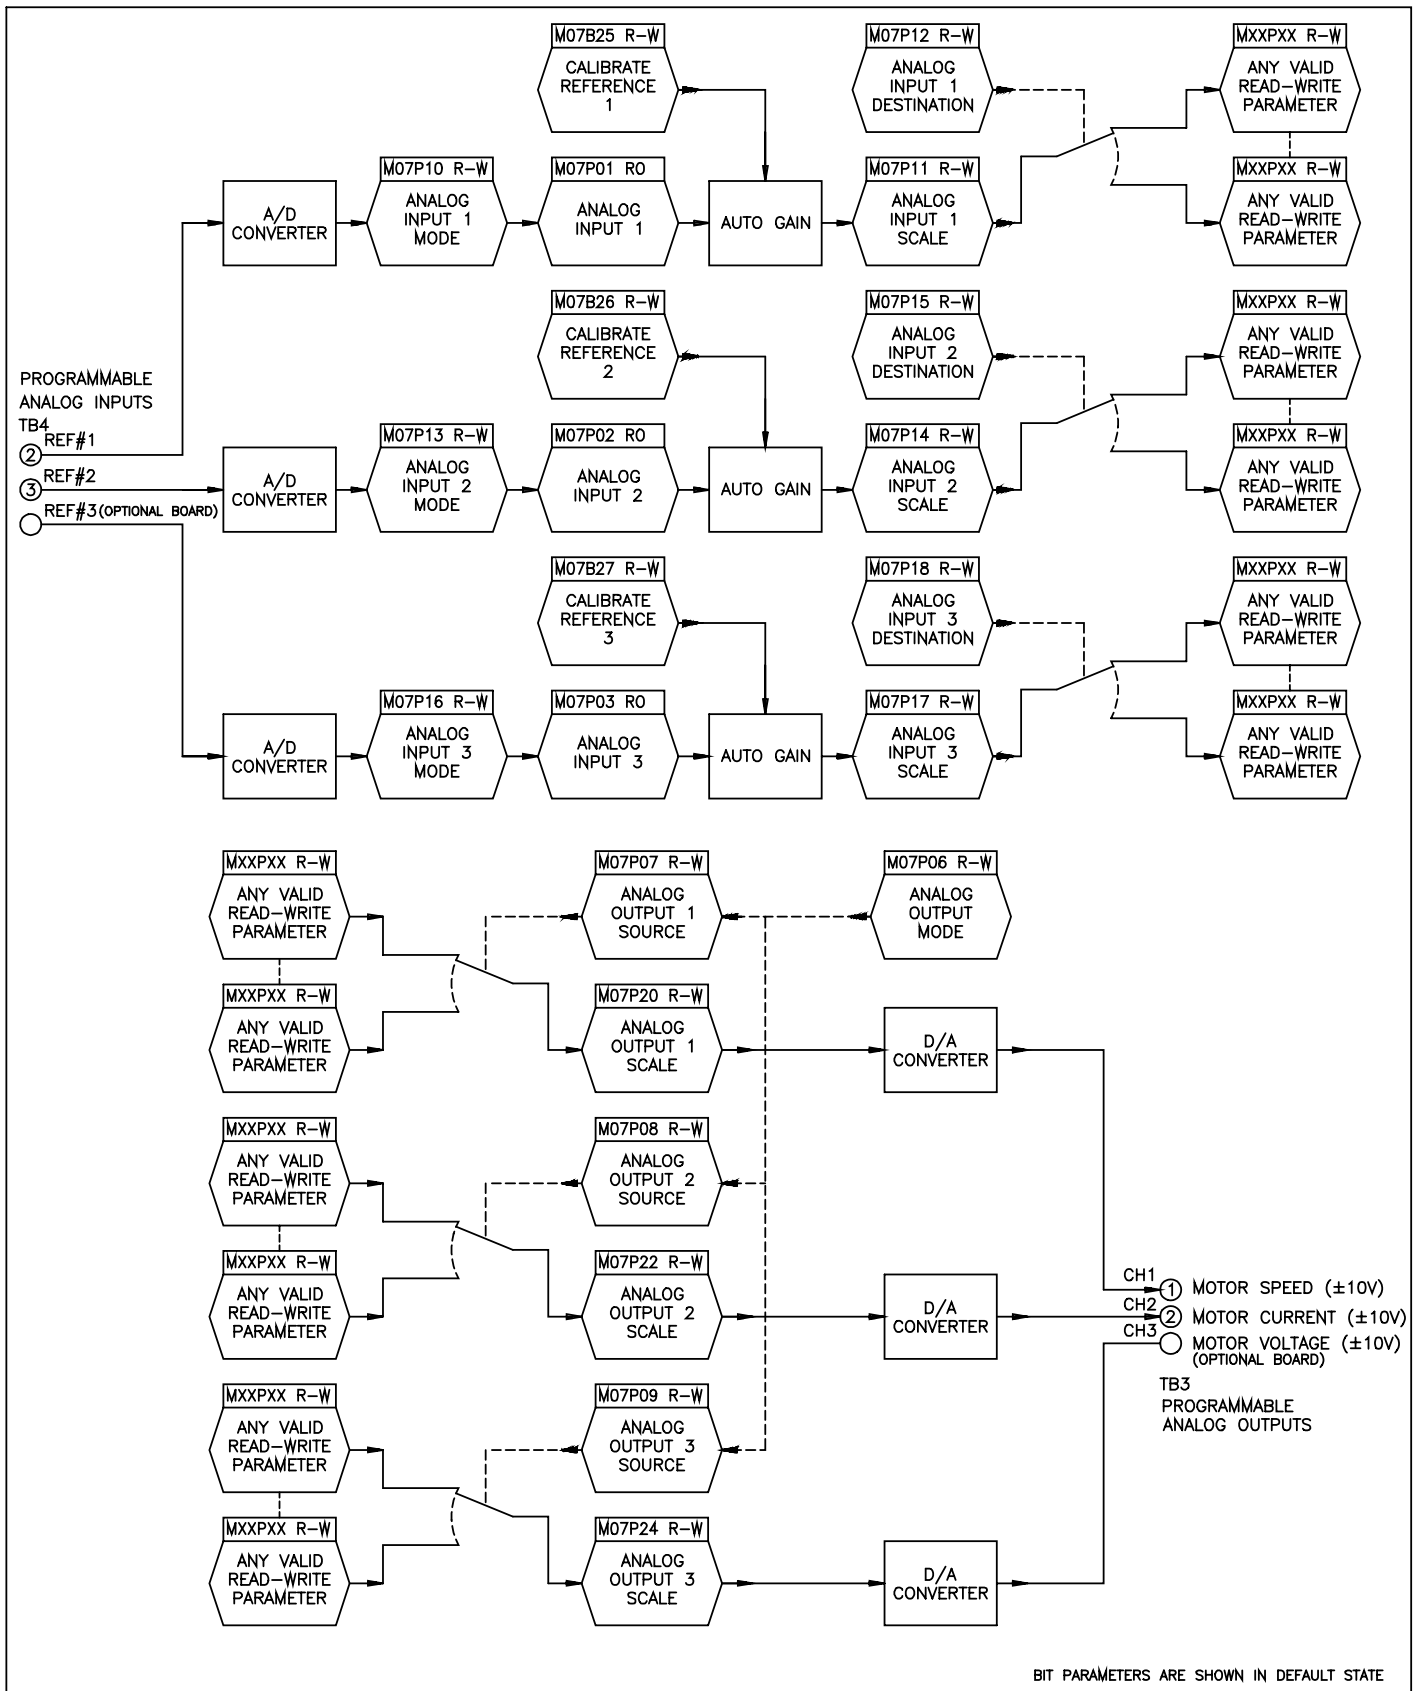 M07B25 R-W
CALIBRATE
REFERENCE
1
M07P12 R-W
ANALOG
INPUT 1
DESTINATION
MXXPXX R-W
ANY VALID
READ-WRITE
PARAMETER
A/D
CONVERTER
M07P10 R-W
ANALOG
INPUT 1
MODE
M07P01 RO
ANALOG
INPUT 1
AUTO GAIN
M07P11 R-W
ANALOG
INPUT 1
SCALE
MXXPXX R-W
ANY VALID
READ-WRITE
PARAMETER
M07B26 R-W
CALIBRATE
REFERENCE
2
M07P15 R-W
ANALOG
INPUT 2
DESTINATION
MXXPXX R-W
ANY VALID
READ-WRITE
PARAMETER
PROGRAMMABLE
ANALOG INPUTS
TB4
2 REF#1
3 REF#2
REF#3 (OPTIONAL BOARD)
A/D
CONVERTER
M07P13 R-W
ANALOG
INPUT 2
MODE
M07P02 RO
ANALOG
INPUT 2
AUTO GAIN
M07P14 R-W
ANALOG
INPUT 2
SCALE
MXXPXX R-W
ANY VALID
READ-WRITE
PARAMETER
M07B27 R-W
CALIBRATE
REFERENCE
3
M07P18 R-W
ANALOG
INPUT 3
DESTINATION
MXXPXX R-W
ANY VALID
READ-WRITE
PARAMETER
A/D
CONVERTER
M07P16 R-W
ANALOG
INPUT 3
MODE
M07P03 RO
ANALOG
INPUT 3
AUTO GAIN
M07P17 R-W
ANALOG
INPUT 3
SCALE
MXXPXX R-W
ANY VALID
READ-WRITE
PARAMETER
MXXPXX R-W
ANY VALID
READ-WRITE
PARAMETER
M07P07 R-W
ANALOG
OUTPUT 1
SOURCE
M07P06 R-W
ANALOG
OUTPUT
MODE
MXXPXX R-W
ANY VALID
READ-WRITE
PARAMETER
M07P20 R-W
ANALOG
OUTPUT 1
SCALE
D/A
CONVERTER
MXXPXX R-W
ANY VALID
READ-WRITE
PARAMETER
M07P08 R-W
ANALOG
OUTPUT 2
SOURCE
MXXPXX R-W
ANY VALID
READ-WRITE
PARAMETER
M07P22 R-W
ANALOG
OUTPUT 2
SCALE
D/A
CONVERTER
CH1 1 MOTOR SPEED (±10V)
CH2 2 MOTOR CURRENT (±10V)
CH3 MOTOR VOLTAGE (±10V)
(OPTIONAL BOARD)
TB3
PROGRAMMABLE
ANALOG OUTPUTS
MXXPXX R-W
ANY VALID
READ-WRITE
PARAMETER
M07P09 R-W
ANALOG
OUTPUT 3
SOURCE
MXXPXX R-W
ANY VALID
READ-WRITE
PARAMETER
M07P24 R-W
ANALOG
OUTPUT 3
SCALE
D/A
CONVERTER
BIT PARAMETERS ARE SHOWN IN DEFAULT STATE